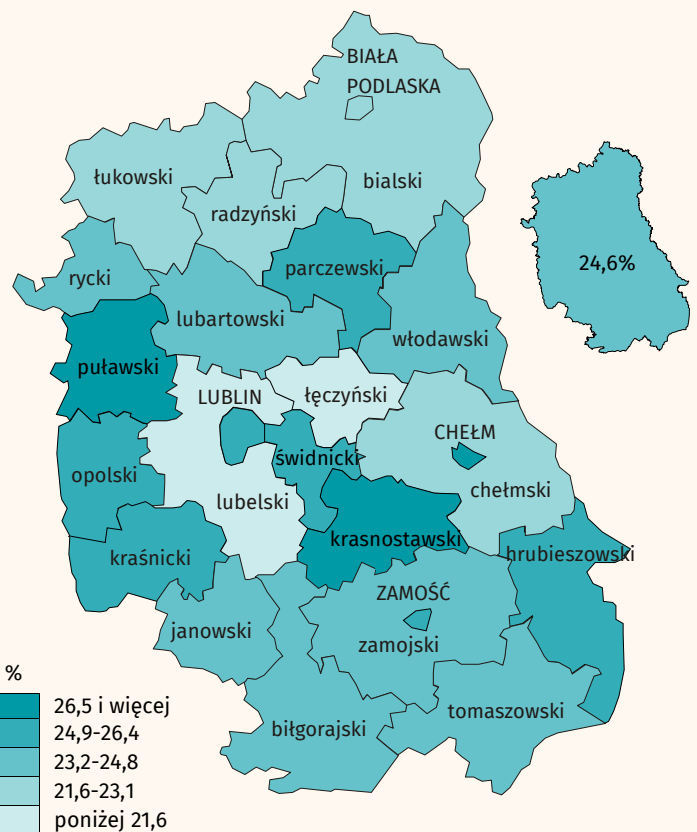 BIAŁA
PODLASKA
łukowski
bialski
radzyński
24,6%
rycki
parczewski
lubartowski
włodawski
puławski
LUBLIN
łęczyński
CHEŁM
świdnicki
opolski
chełmski
lubelski
krasnostawski
hrubieszowski
kraśnicki
ZAMOŚĆ
janowski
zamojski
tomaszowski
biłgorajski
%
26,5 i więcej
24,9-26,4
23,2-24,8
21,6-23,1
poniżej 21,6